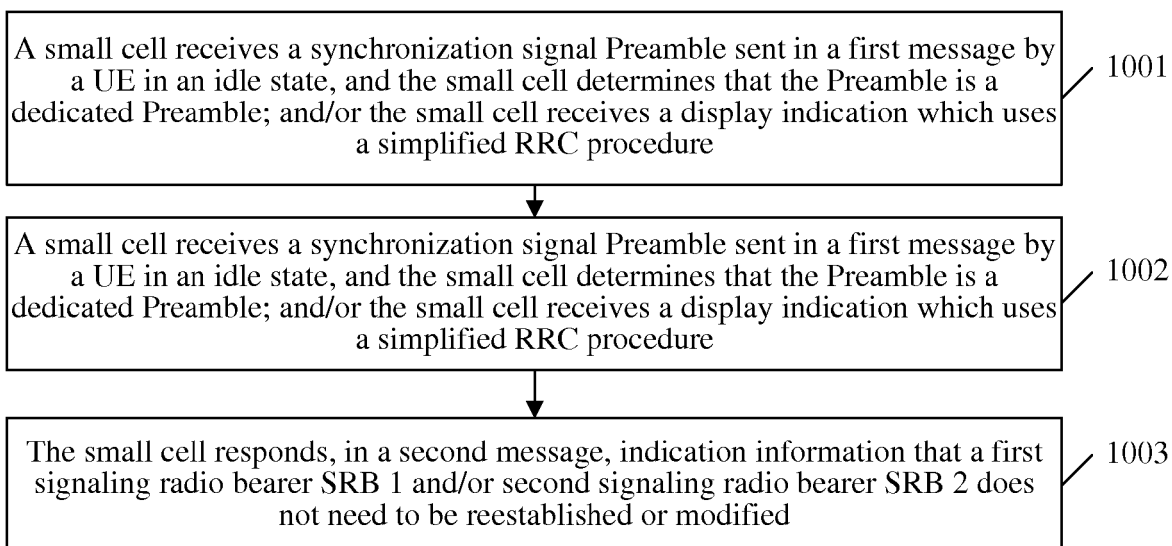 A small cell receives a synchronization signal Preamble sent in a first message by
a UE in an idle state, and the small cell determines that the Preamble is a
dedicated Preamble; and/or the small cell receives a display indication which uses
a simplified RRC procedure
1001
A small cell receives a synchronization signal Preamble sent in a first message by
a UE in an idle state, and the small cell determines that the Preamble is a
dedicated Preamble; and/or the small cell receives a display indication which uses
a simplified RRC procedure
1002
The small cell responds, in a second message, indication information that a first
signaling radio bearer SRB 1 and/or second signaling radio bearer SRB 2 does
not need to be reestablished or modified
1003